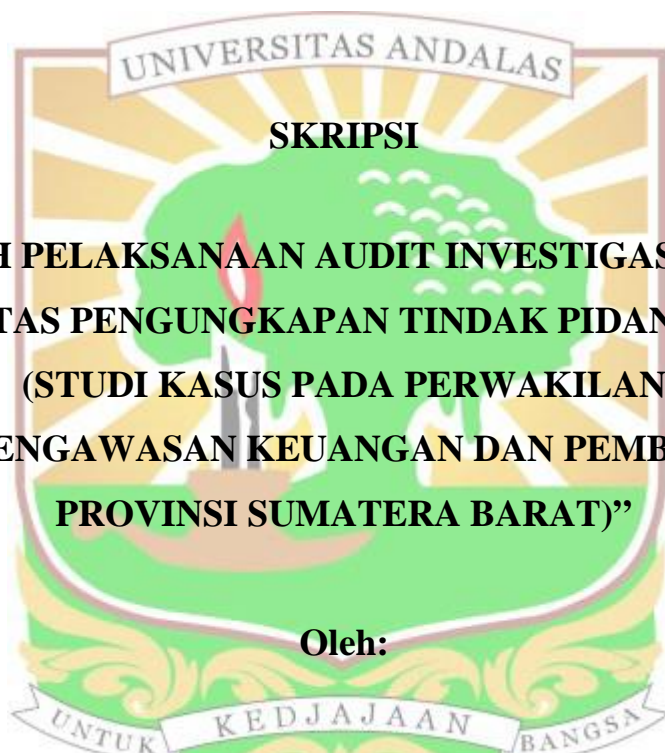 UNIVERSITAS ANDALAS
SKRIPSI
H PELAKSANAAN AUDIT INVESTIGAS
TAS PENGUNGKAPAN TINDAK PIDAN
(STUDI KASUS PADA PERWAKILAN
ENGAWASAN KEUANGAN DAN PEMB
PROVINSI SUMATERA BARAT)”
Oleh:
UNTUK KEDJAJAAN BANGSA